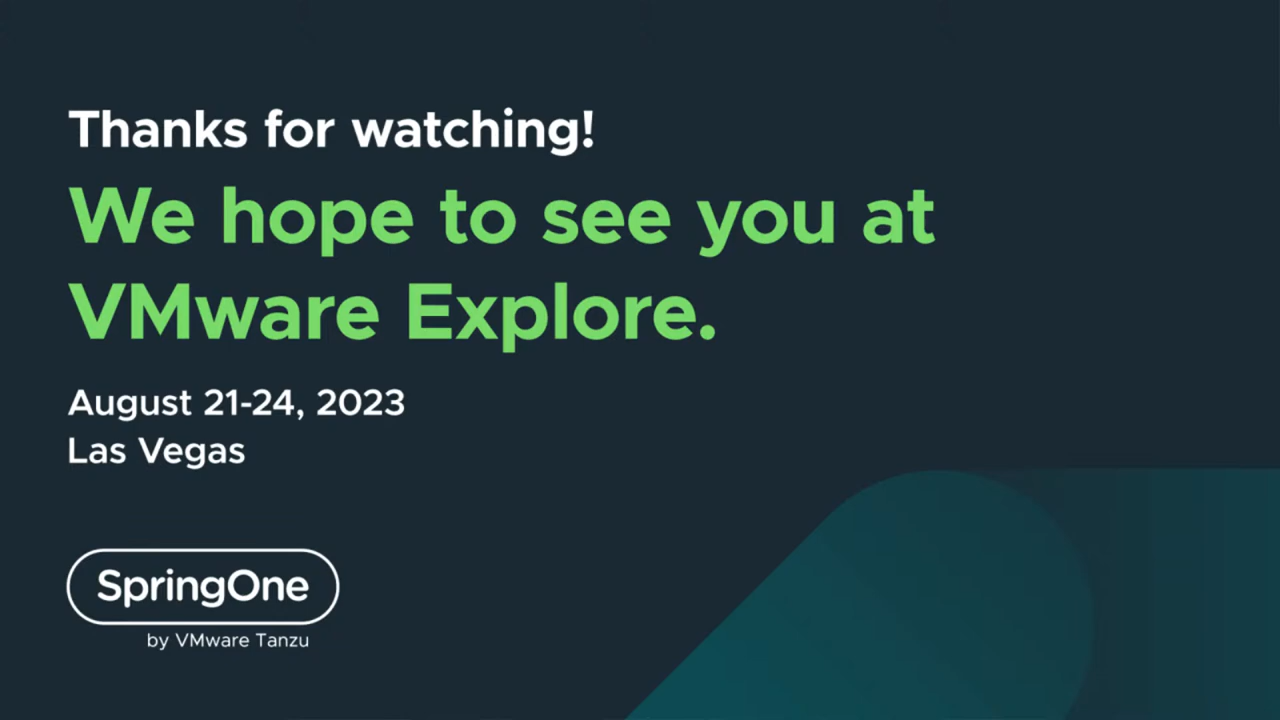 Thanks for watching!
We hope to see you at
VMware Explore.
August 21-24, 2023
Las Vegas
SpringOne
by VMware Tanzu